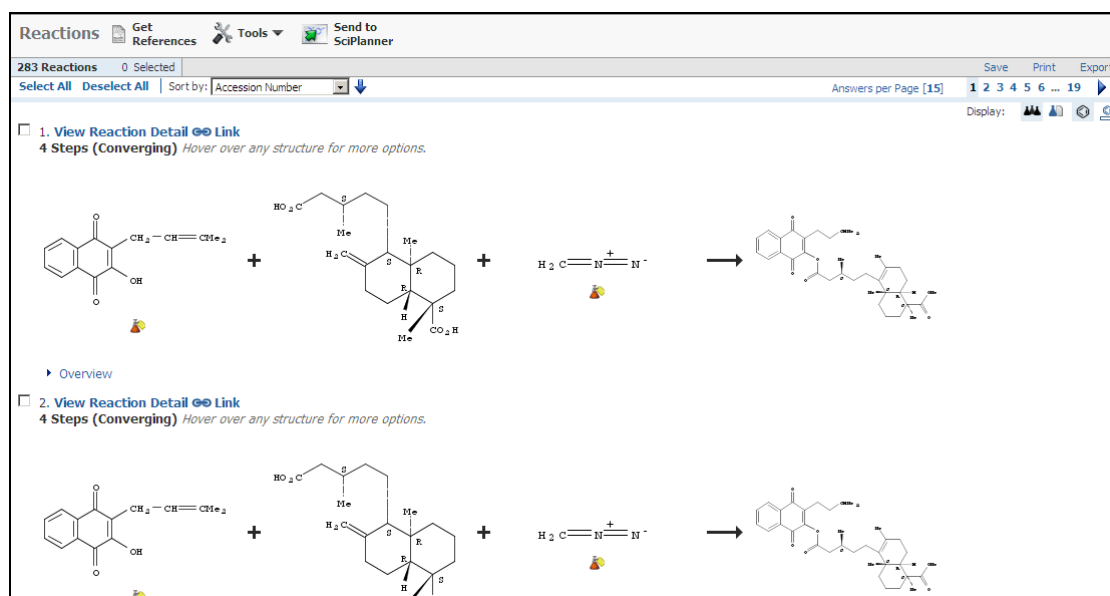 Reactions Get References Tools Send to SciPlanner
283 Reactions 0 Selected Save Print Export
Select All Deselect All Sort by: Accession Number Answers per Page [15] 1 2 3 4 5 6 ... 19
Display:
1. View Reaction Detail Link
4 Steps (Converging) Hover over any structure for more options.
O
CH2 CH CMe2
OH
O
+
HO2C
S
Me
Me
H2C
S
R
R
H
S
Me
CO2H
+
H2C N+ N-
Overview
2. View Reaction Detail Link
4 Steps (Converging) Hover over any structure for more options.
O
CH2 CH CMe2
OH
O
+
HO2C
S
Me
Me
H2C
S
R
R
H
S
+
H2C N+ N-